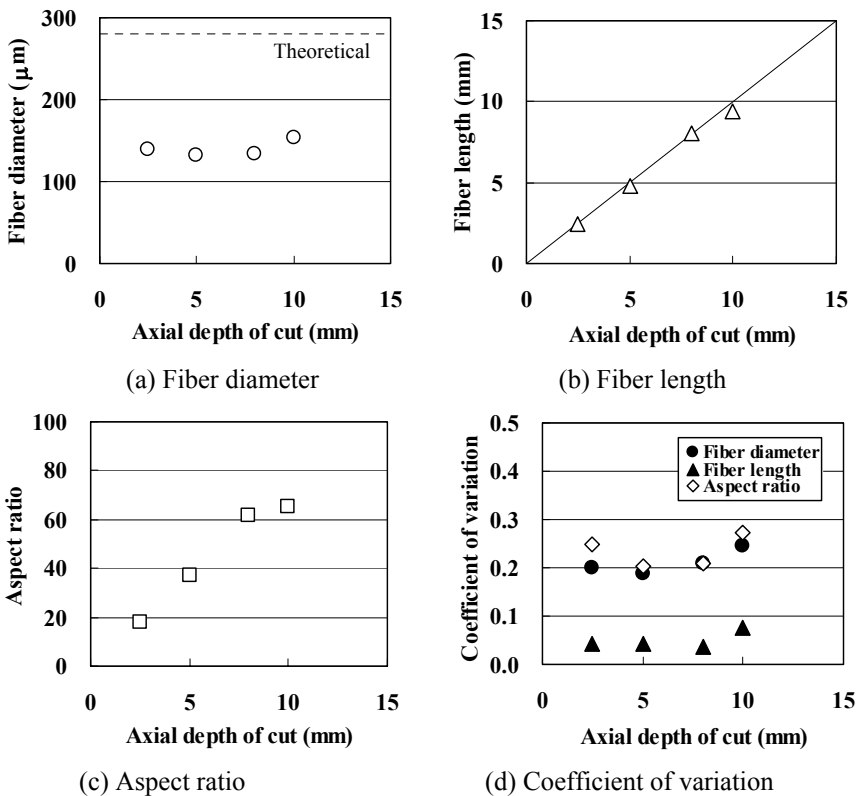 300
200
100
0
Fiber diameter (μm)
Theoretical
0 5 10 15
Axial depth of cut (mm)
(a) Fiber diameter
15
10
5
0
Fiber length (mm)
0 5 10 15
Axial depth of cut (mm)
(b) Fiber length
100
80
60
40
20
0
Aspect ratio
0 5 10 15
Axial depth of cut (mm)
(c) Aspect ratio
0.5
0.4
0.3
0.2
0.1
0.0
Coefficient of variation
Fiber diameter
Fiber length
Aspect ratio
0 5 10 15
Axial depth of cut (mm)
(d) Coefficient of variation